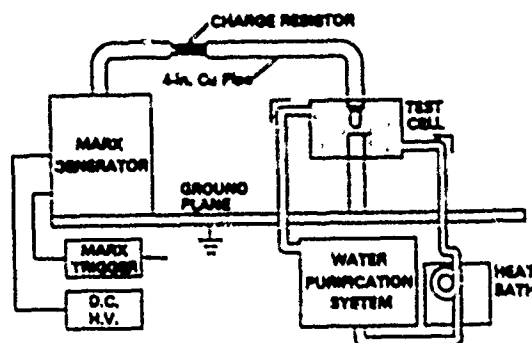 CHARGE RESISTOR
4-in. Cu Pipe
TEST
CELL
MARX
GENERATOR
GROUND
PLANE
MARX
TRIGGER
D.C.
H.V.
WATER
PURIFICATION
SYSTEM
HEAT
BATH